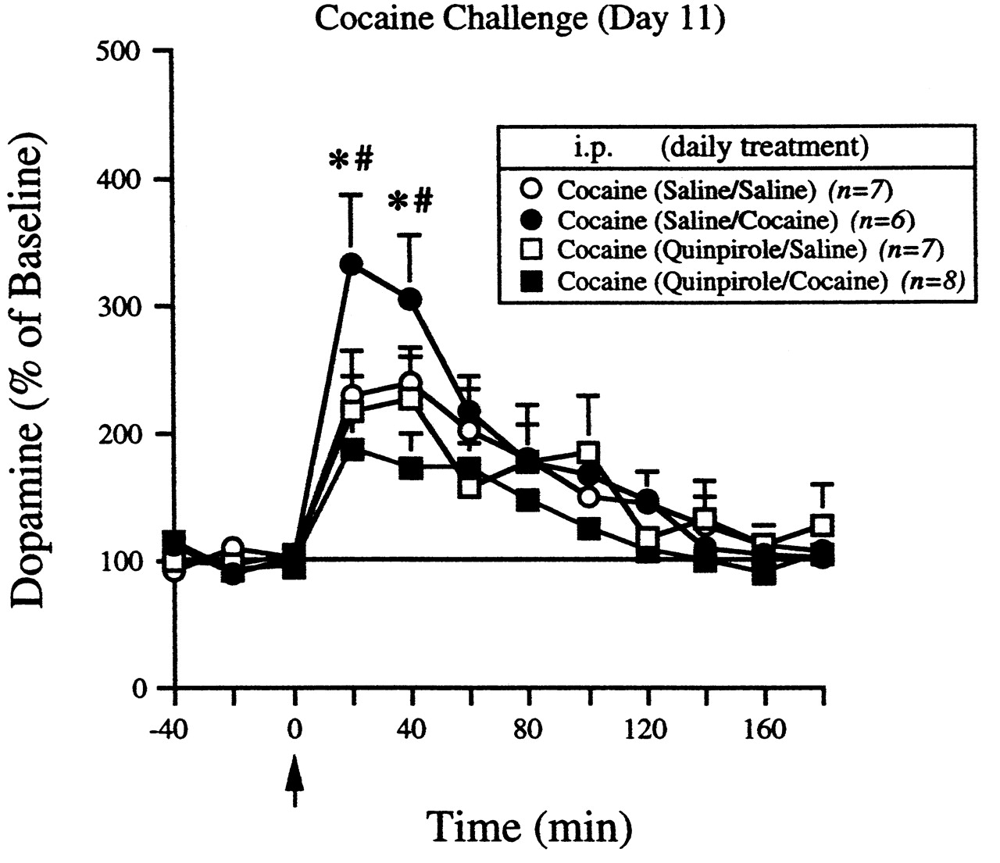 Cocaine Challenge (Day 11)
500
400
300
200
100
0
Dopamine (% of Baseline)
*#
*#
i.p. (daily treatment)
Cocaine (Saline/Saline) (n=7)
Cocaine (Saline/Cocaine) (n=6)
Cocaine (Quinpirole/Saline) (n=7)
Cocaine (Quinpirole/Cocaine) (n=8)
-40 0 40 80 120 160
Time (min)